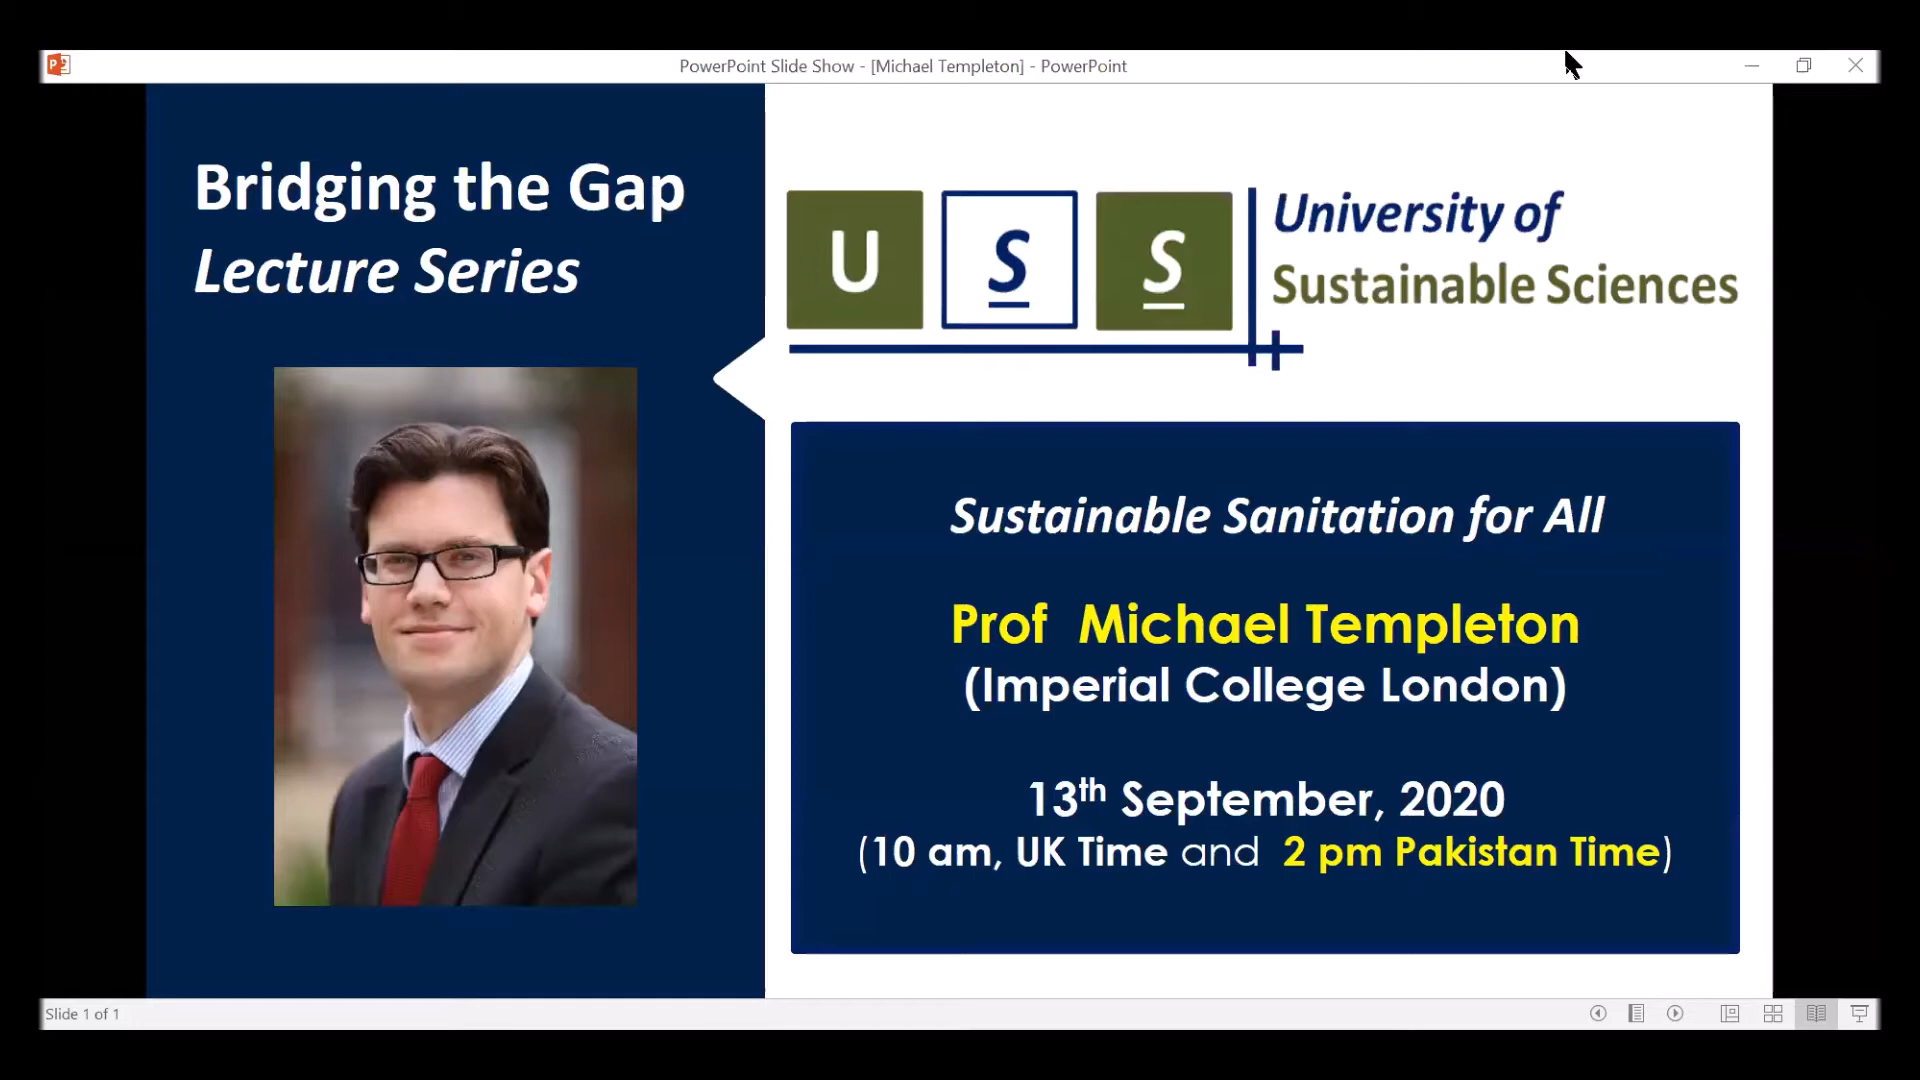 PowerPoint Slide Show - [Michael Templeton] - PowerPoint
Bridging the Gap
Lecture Series
U S S
University of
Sustainable Sciences
Sustainable Sanitation for All
Prof Michael Templeton
(Imperial College London)
13th September, 2020
(10 am, UK Time and 2 pm Pakistan Time)
Slide 1 of 1